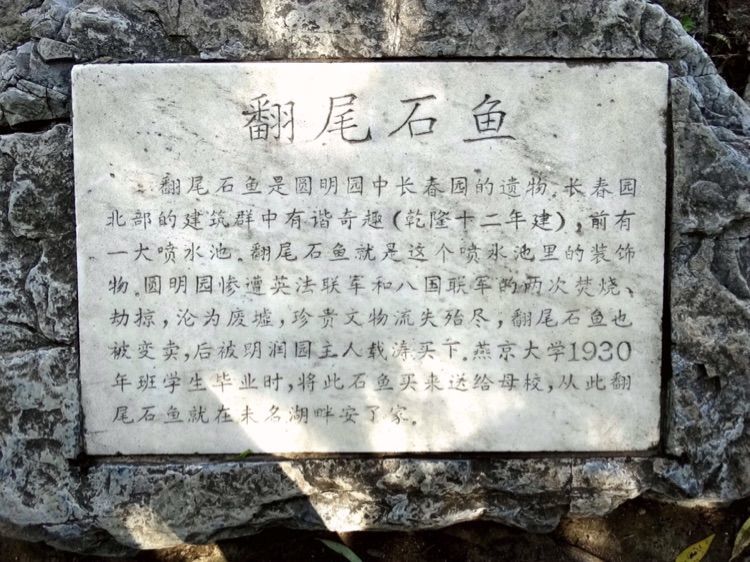 翻尾石鱼
翻尾石鱼是圆明园中长春园的遗物.长春园
北部的建筑群中有谐奇趣(乾隆十二年建),前有
一大喷水池.翻尾石鱼就是这个喷水池里的装饰
物.圆明园惨遭英法联军和八国联军的两次焚烧、
劫掠,沦为废墟,珍贵文物流失殆尽;翻尾石鱼也
被变卖,后被朗润园主人载涛买下.燕京大学1930
年班学生毕业时,将此石鱼买来送给母校,从此翻
尾石鱼就在未名湖畔安了家.